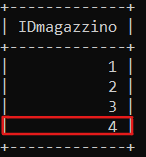 +------------+
| IDmagazzino |
+------------+
| 1 |
| 2 |
| 3 |
| 4 |
+------------+